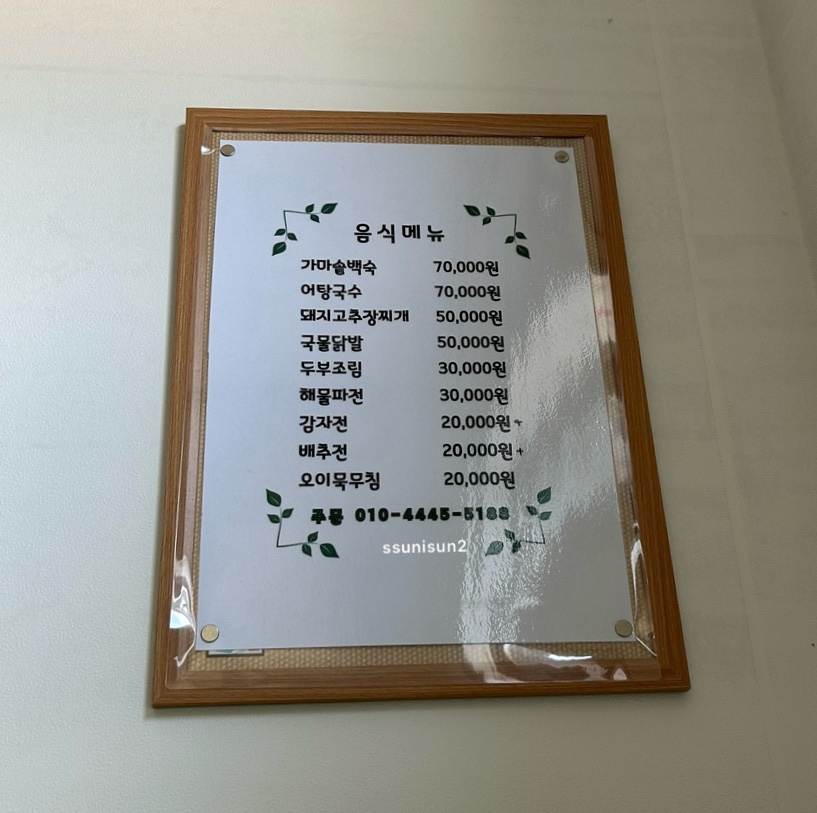 음식메뉴
가마솥백숙 70,000원
어탕국수 70,000원
돼지고추장찌개 50,000원
국물닭발 50,000원
두부조림 30,000원
해물파전 30,000원
감자전 20,000원+
배추전 20,000원+
오이묵무침 20,000원
주문 010-4445-5188
ssunisun2